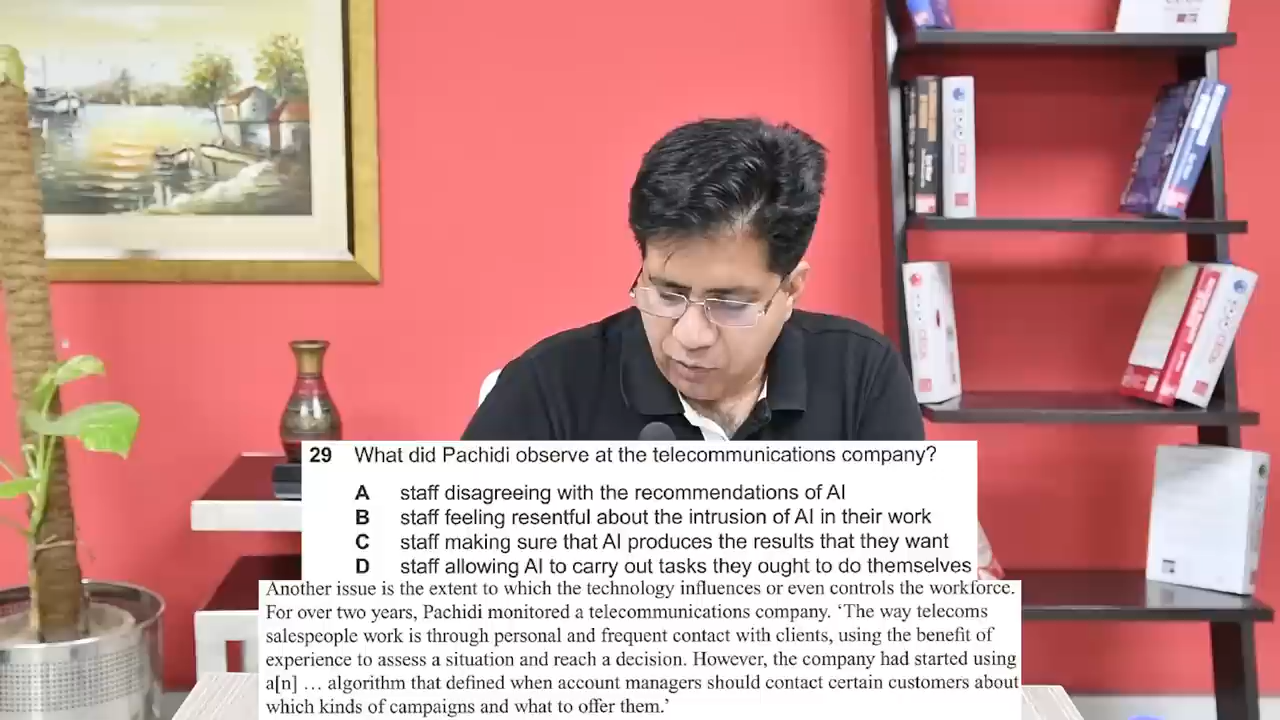 29 What did Pachidi observe at the telecommunications company?
A staff disagreeing with the recommendations of AI
B staff feeling resentful about the intrusion of AI in their work
C staff making sure that AI produces the results that they want
D staff allowing AI to carry out tasks they ought to do themselves
Another issue is the extent to which the technology influences or even controls the workforce.
For over two years, Pachidi monitored a telecommunications company. ‘The way telecoms
salespeople work is through personal and frequent contact with clients, using the benefit of
experience to assess a situation and reach a decision. However, the company had started using
a[n] … algorithm that defined when account managers should contact certain customers about
which kinds of campaigns and what to offer them.’